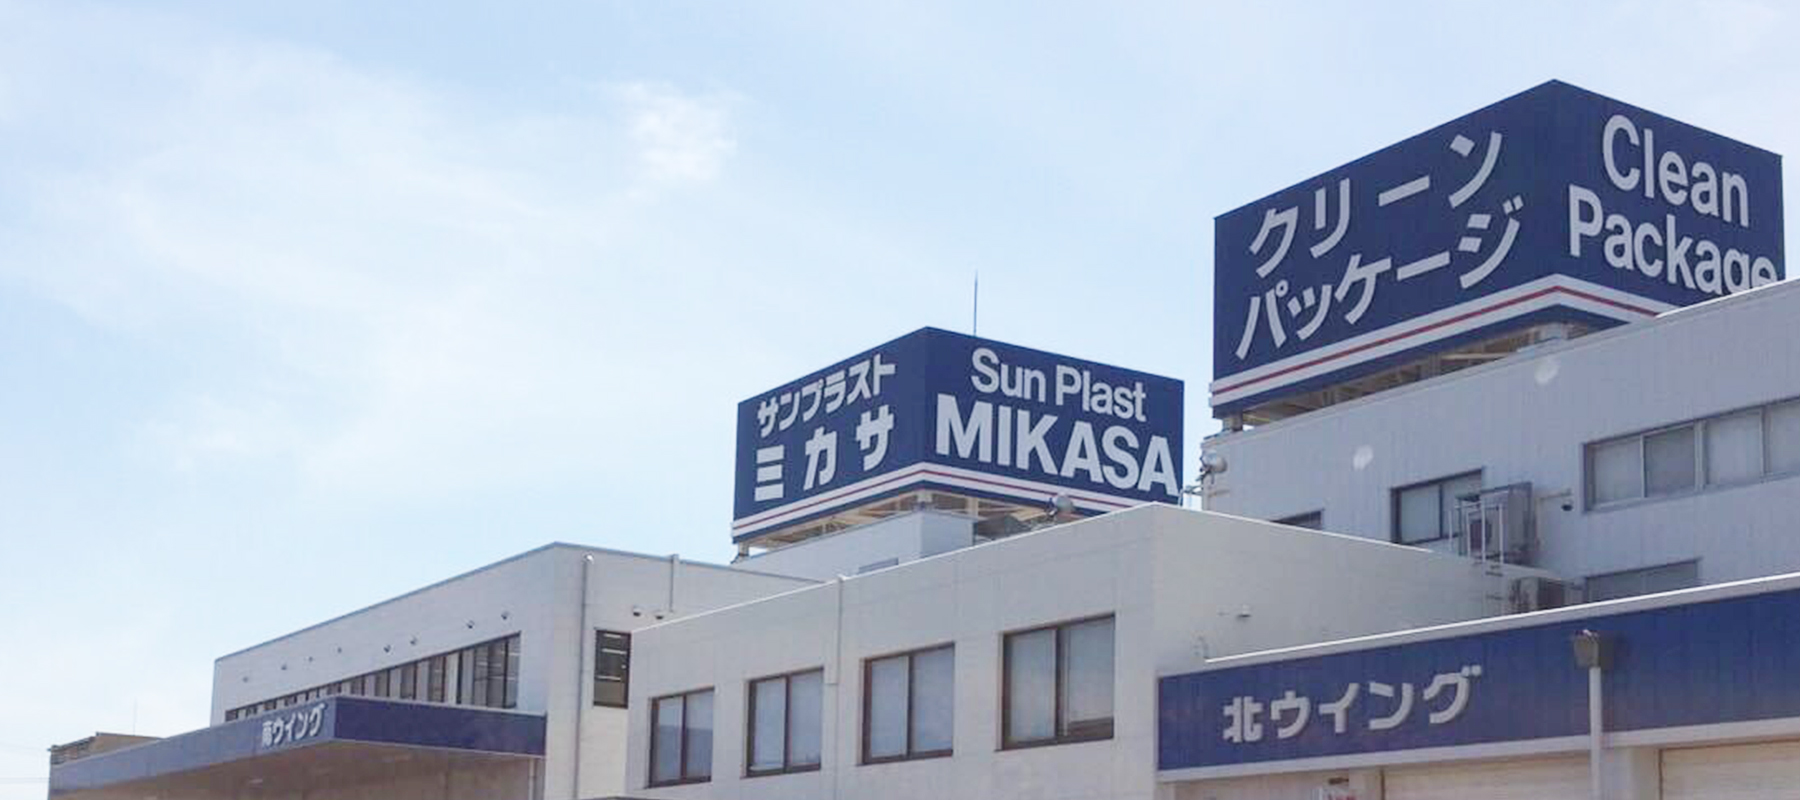 サンプラスト
ミカサ
Sun Plast
MIKASA
クリーン
パッケージ
Clean
Package
南ウイング
北ウイング